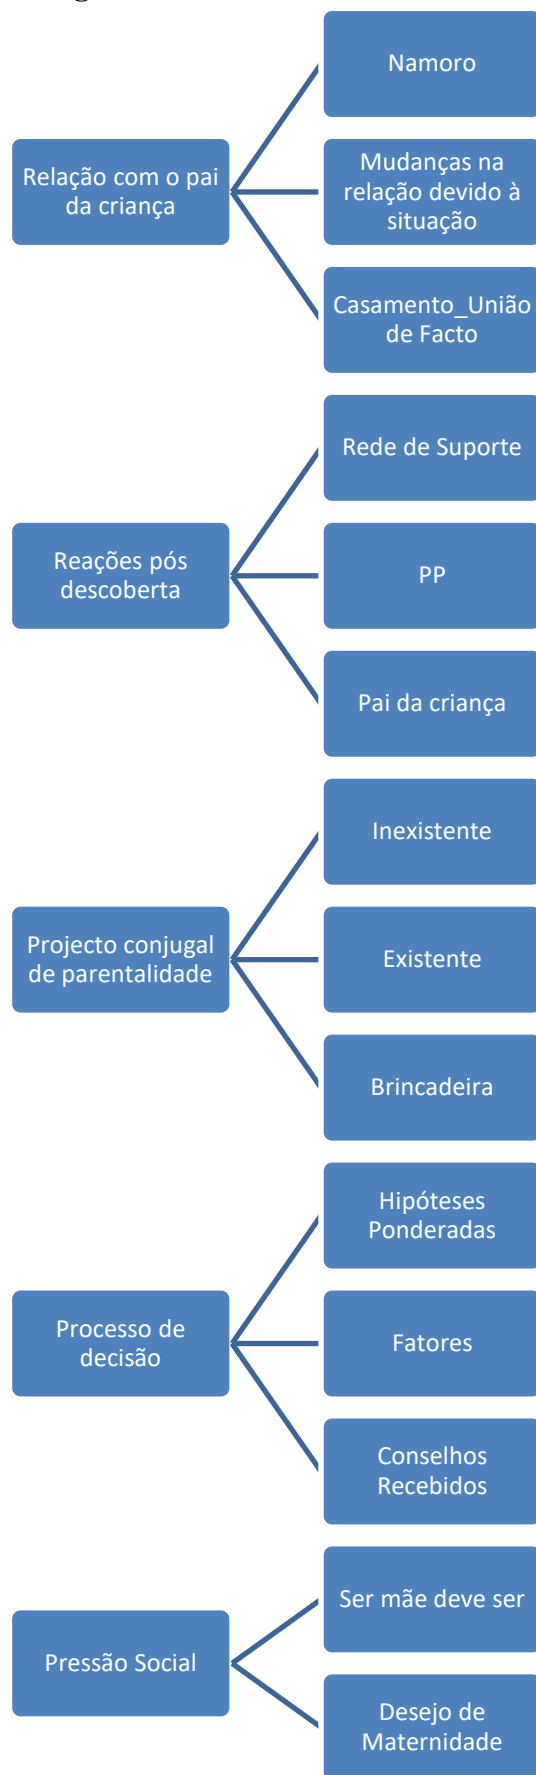 Namoro
Relação com o pai
da criança
Mudanças na
relação devido à
situação
Casamento_União
de Facto
Rede de Suporte
Reações pós
descoberta
PP
Pai da criança
Inexistente
Projecto conjugal
de parentalidade
Existente
Brincadeira
Hipóteses
Ponderadas
Processo de
decisão
Fatores
Conselhos
Recebidos
Ser mãe deve ser
Pressão Social
Desejo de
Maternidade